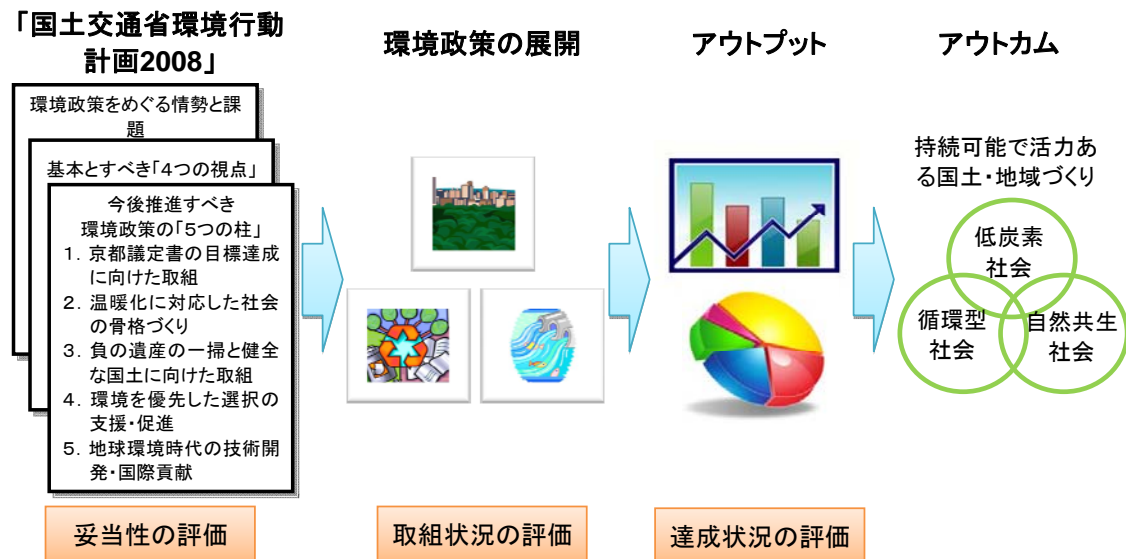 「国土交通省環境行動
計画2008」
環境政策をめぐる情勢と課
題
基本とすべき「4つの視点」
今後推進すべき
環境政策の「5つの柱」
1. 京都議定書の目標達成
に向けた取組
2. 温暖化に対応した社会
の骨格づくり
3. 負の遺産の一掃と健全
な国土に向けた取組
4. 環境を優先した選択の
支援・促進
5. 地球環境時代の技術開
発・国際貢献
妥当性の評価
環境政策の展開
取組状況の評価
アウトプット
達成状況の評価
アウトカム
持続可能で活力あ
る国土・地域づくり
低炭素
社会
循環型
社会
自然共生
社会